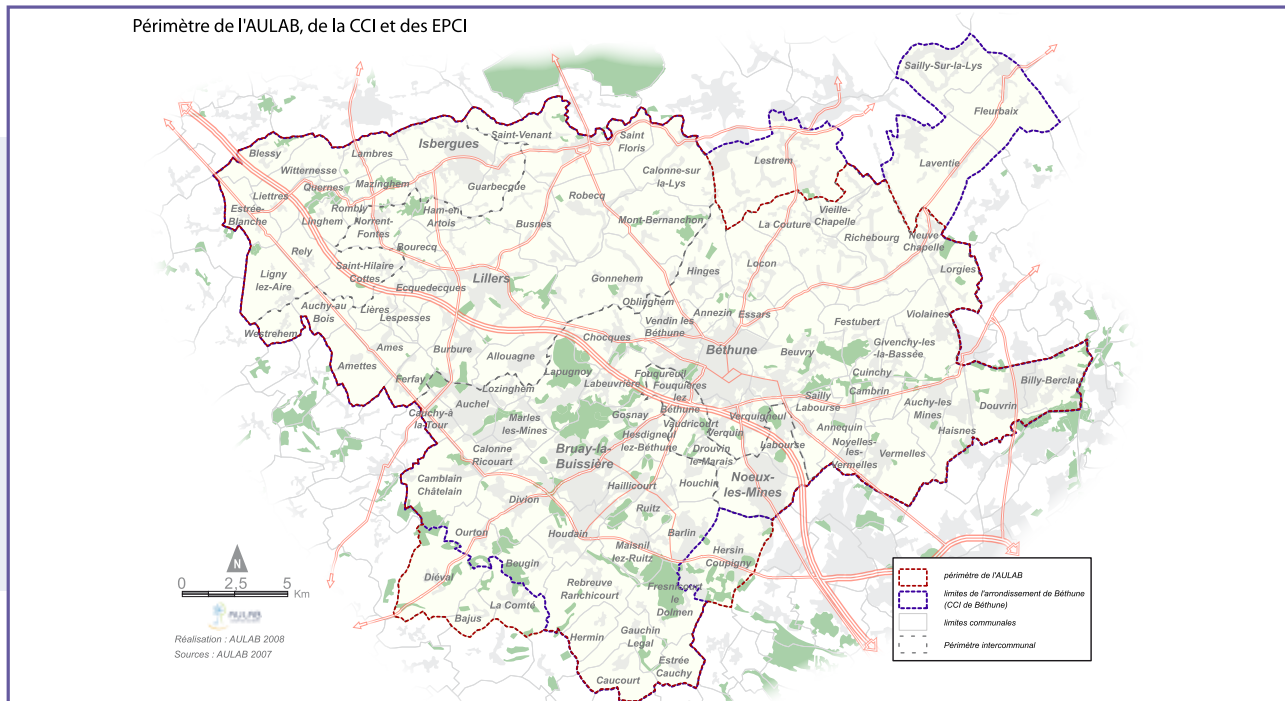 Périmètre de l'AULAB, de la CCI et des EPCI
Sailly-Sur-la-Lys
Fleurbaix
Laventie
Lestrem
Saint-Venant
Isbergues
Saint
Floris
Calonne-sur
la-Lys
Blessy
Lambres
Witternesse
Mazinghem
Quernes
Guarbecque
Liettres
Rombly
Estrée-
Blanche
Linghem
Norrent-
Fontes
Ham-en
Artois
Robecq
Busnes
Mont-Bernanchon
La Couture
Vieille-
Chapelle
Richebourg
Neuve
Chapelle
Rely
Bourecq
Lorgies
Ligny
lez-Aire
Saint-Hilaire
Cottes
Lillers
Ecquedecques
Gonnehem
Hinges
Locon
Auchy-au
Bois
Lières
Lespesses
Oblinghem
Annezin
Essars
Violaines
Westrehem
Vendin les
Béthune
Festubert
Chocques
Béthune
Givenchy-les
-la-Bassée
Ames
Burbure
Allouagne
Beuvry
Amettes
Lapugnoy
Labeuvrière
Fouquereuil
Fouquières
lez
Béthune
Cuinchy
Cambrin
Billy-Berclau
Ferfay
Lozinghem
Auchel
Douvrin
Cauchy-à
la-Tour
Marles
les-Mines
Gosnay
Vaudricourt
Verquigneul
Verquin
Sailly
Labourse
Auchy-les
Mines
Haisnes
Annequin
Hesdigneul
lez-Béthune
Labourse
Noyelles-
les-
Vermelles
Vermelles
Calonne
Ricouart
Bruay-la-
Buissière
Drouvin
le-Marais
Camblain
Châtelain
Haillicourt
Houchin
Noeux-
les-Mines
Divion
Ruitz
Ourton
Houdain
Barlin
Maisnil
lez-Ruitz
Hersin
Coupigny
Beugin
Diéval
Rebreuve
Ranchicourt
Fresnicourt
le
Dolmen
La Comté
Bajus
Hermin
Gauchin
Legal
Estrée
Cauchy
Caucourt
N
0 2,5 5
Km
AULAB
Réalisation : AULAB 2008
Sources : AULAB 2007
périmètre de l'AULAB
limites de l'arrondissement de Béthune
(CCI de Béthune)
limites communales
Périmètre intercommunal